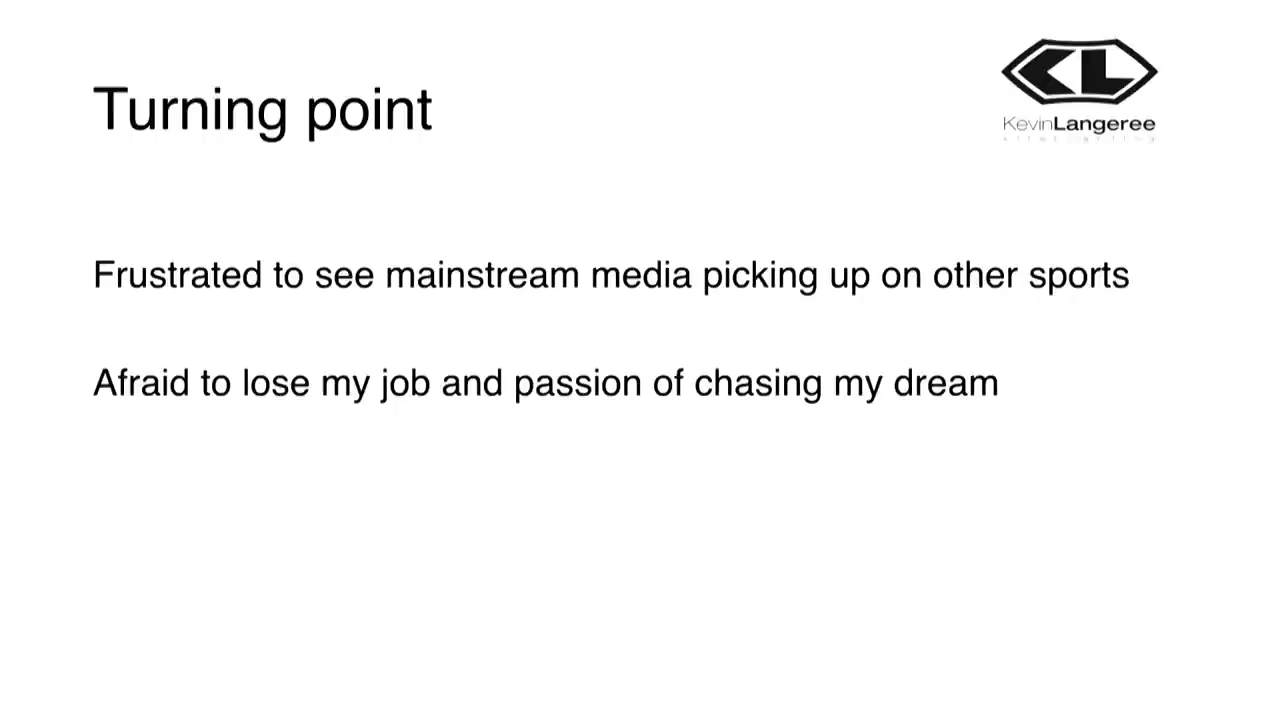 Turning point
KL
KevinLangeree
Frustrated to see mainstream media picking up on other sports
Afraid to lose my job and passion of chasing my dream